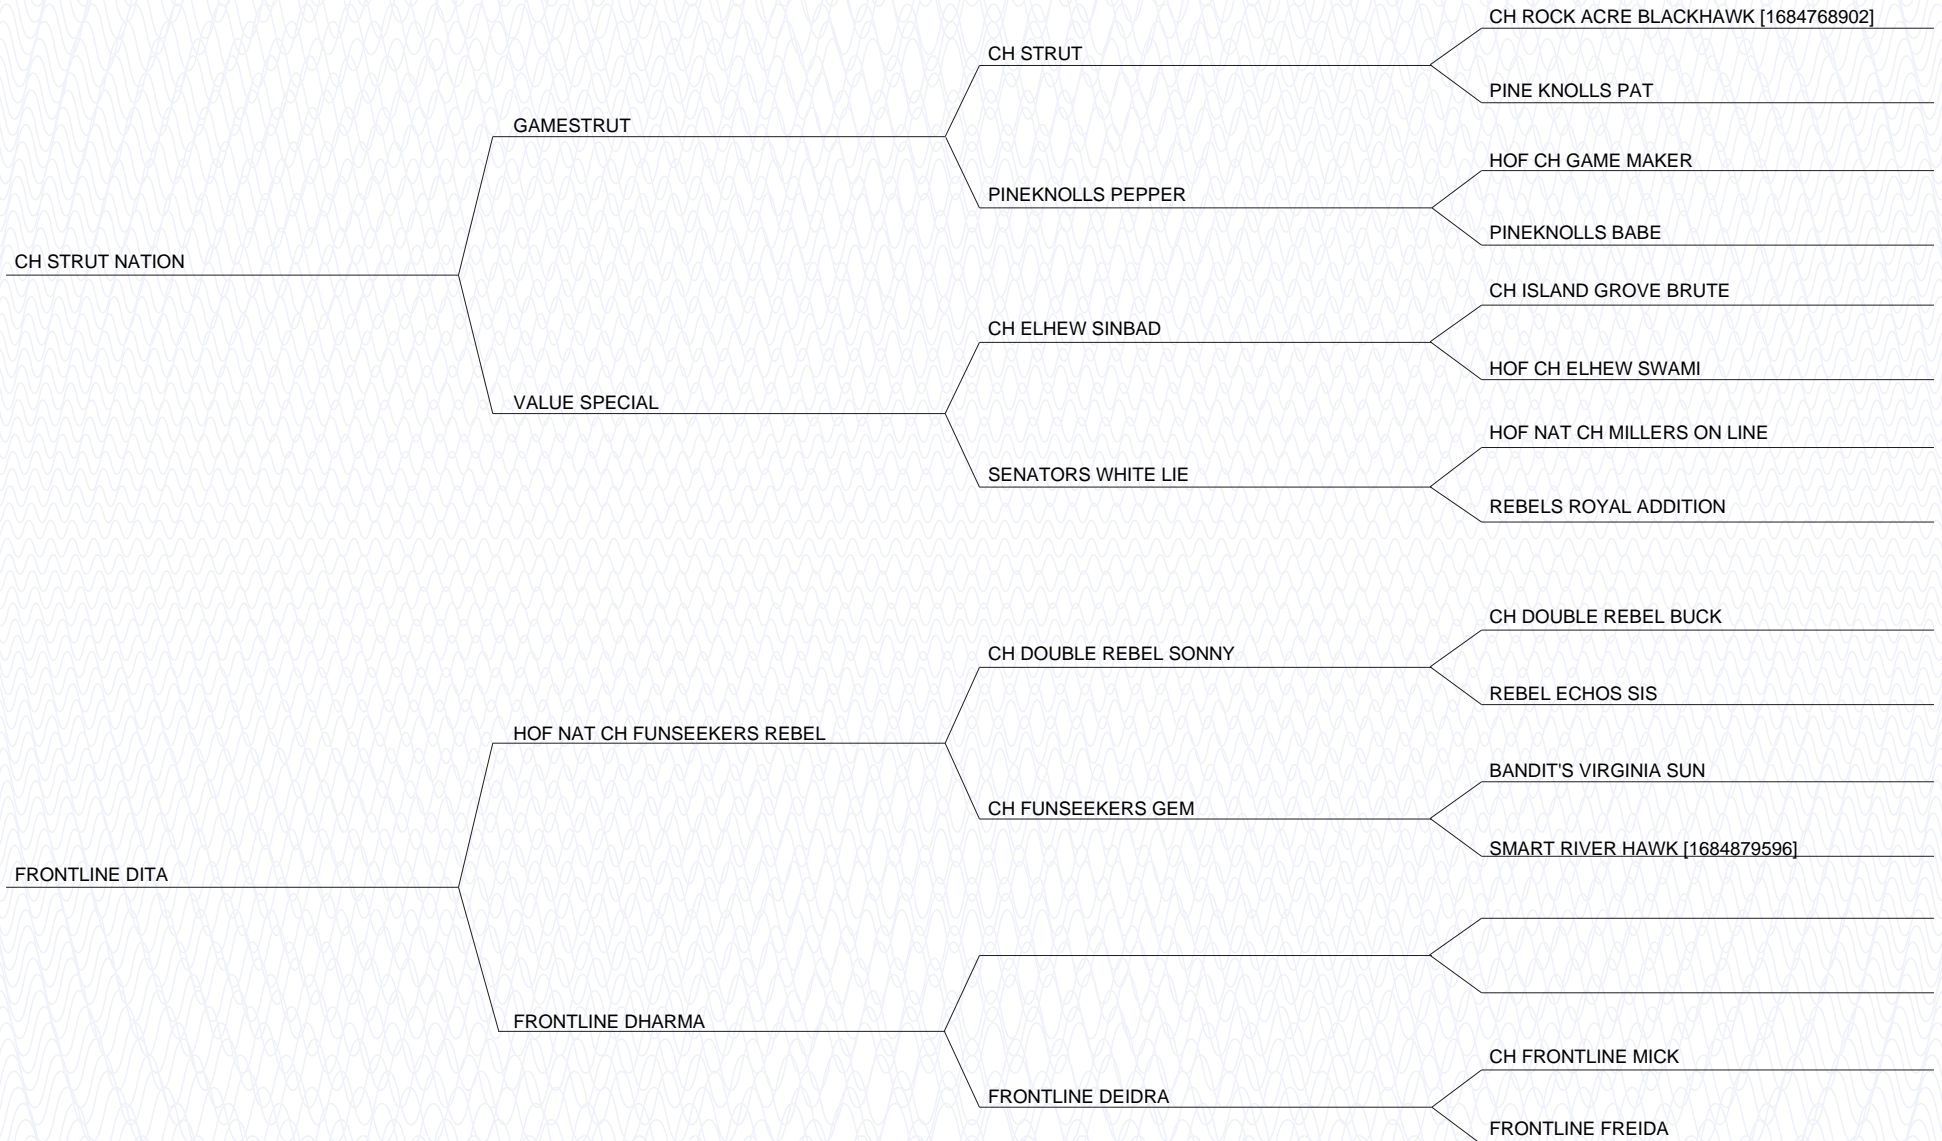 CH ROCK ACRE BLACKHAWK [1684768902]
CH STRUT
PINE KNOLLS PAT
GAMESTRUT
HOF CH GAME MAKER
PINEKNOLLS PEPPER
PINEKNOLLS BABE
CH STRUT NATION
CH ISLAND GROVE BRUTE
CH ELHEW SINBAD
HOF CH ELHEW SWAMI
VALUE SPECIAL
HOF NAT CH MILLERS ON LINE
SENATORS WHITE LIE
REBELS ROYAL ADDITION
CH DOUBLE REBEL BUCK
CH DOUBLE REBEL SONNY
REBEL ECHOS SIS
HOF NAT CH FUNSEEKERS REBEL
BANDIT'S VIRGINIA SUN
CH FUNSEEKERS GEM
SMART RIVER HAWK [1684879596]
FRONTLINE DITA
FRONTLINE DHARMA
CH FRONTLINE MICK
FRONTLINE DEIDRA
FRONTLINE FREIDA